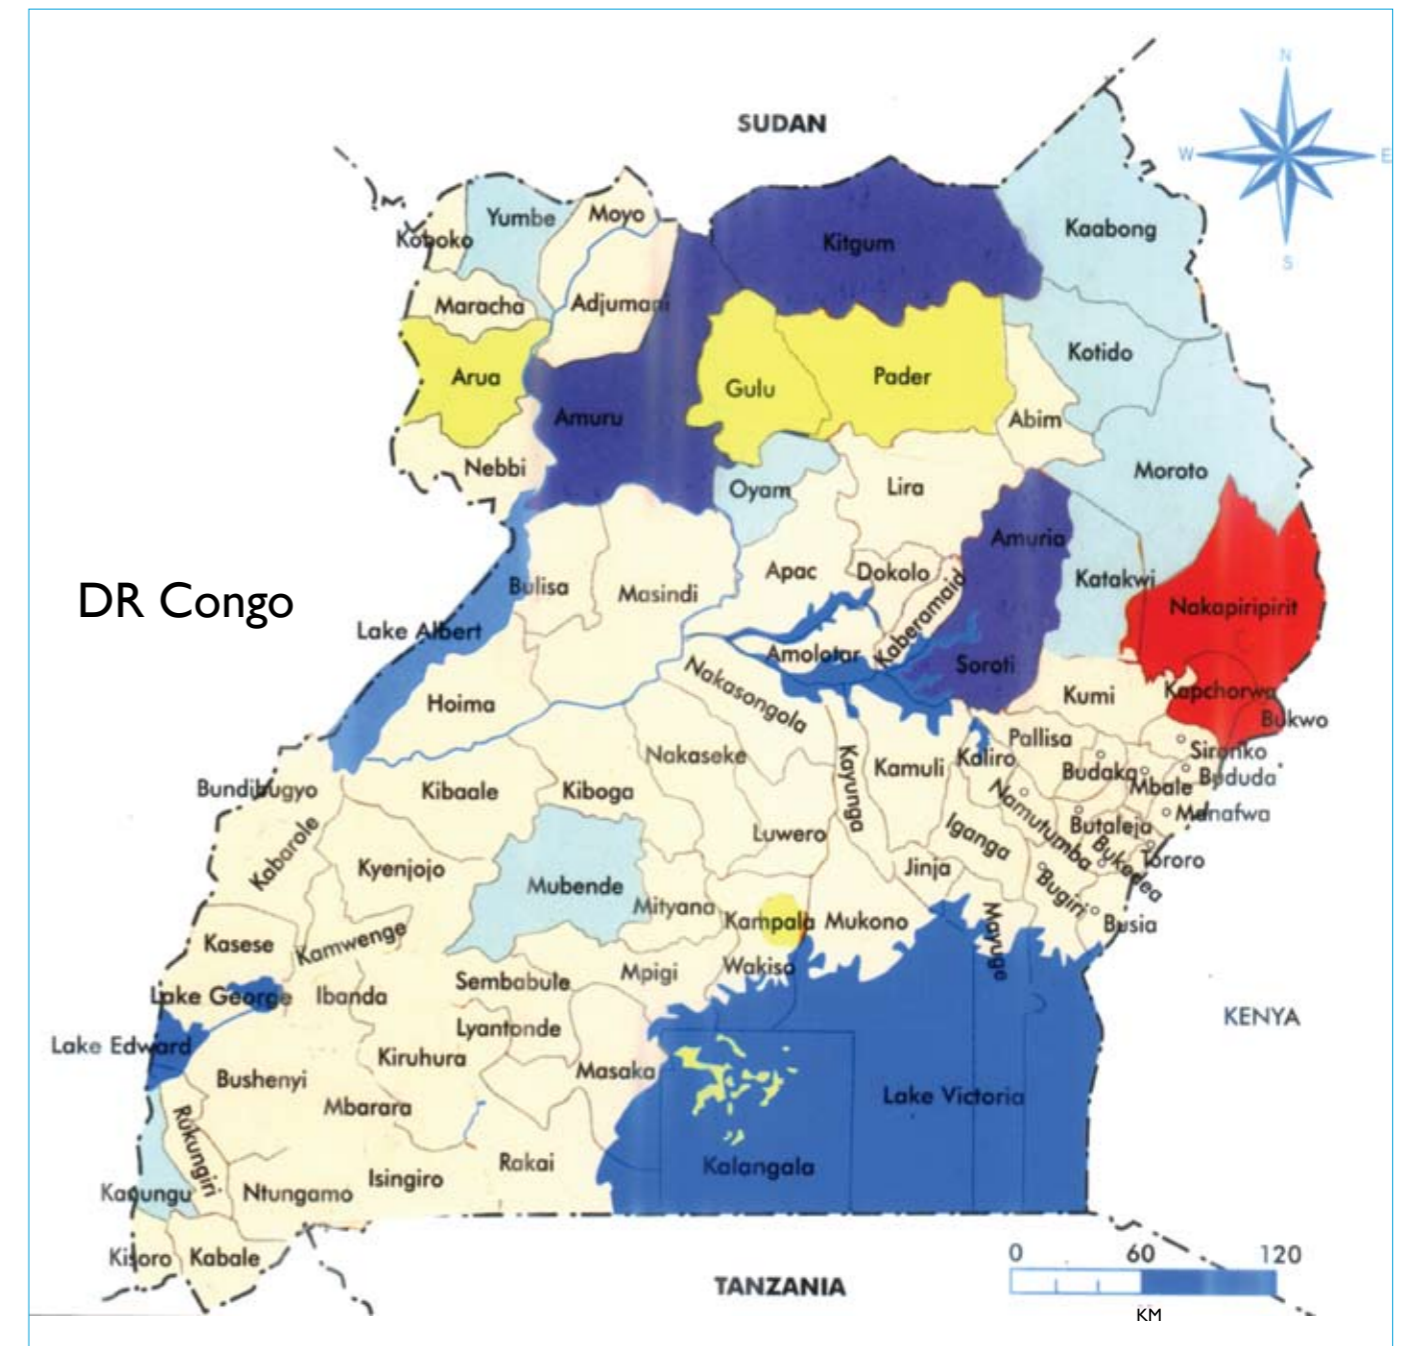 N
SUDAN
W
E
Yumbe
Moyo
Kaabong
Koboko
Kitgum
S
Maracha
Adjumani
Kotido
Arua
Gulu
Pader
Amuru
Abim
Nebbi
Moroto
Oyam
Lira
Amuria
Apac
Dokolo
Katakwi
DR Congo
Bulisa
Masindi
Kaberamaid
Nakapiripirit
Lake Albert
Amolotar
Soroti
Hoima
Nakasongola
Kumi
Kapchorwa
Bukwo
Nakaseke
Kayunga
Kamuli
Kaliro
Pallisa
Sironko
Bundibugyo
Kibaale
Kiboga
Budaka
Mbale
Bududa
Namutumba
Manafwa
Kabarole
Luwero
Iganga
Butaleja
Bukedea
Tororo
Kyenjojo
Mubende
Jinja
Bugiri
Mityana
Kampala
Mukono
Mayuge
Busia
Kasese
Kamwenge
Wakiso
Mpigi
Sembabule
Lake George
Ibanda
KENYA
Lyantonde
Lake Edward
Kiruhura
Masaka
Bushenyi
Mbarara
Lake Victoria
Rukungiri
Rakai
Kalangala
Kanungu
Ntungamo
Isingiro
Kisoro
Kabale
0 60 120
TANZANIA
KM